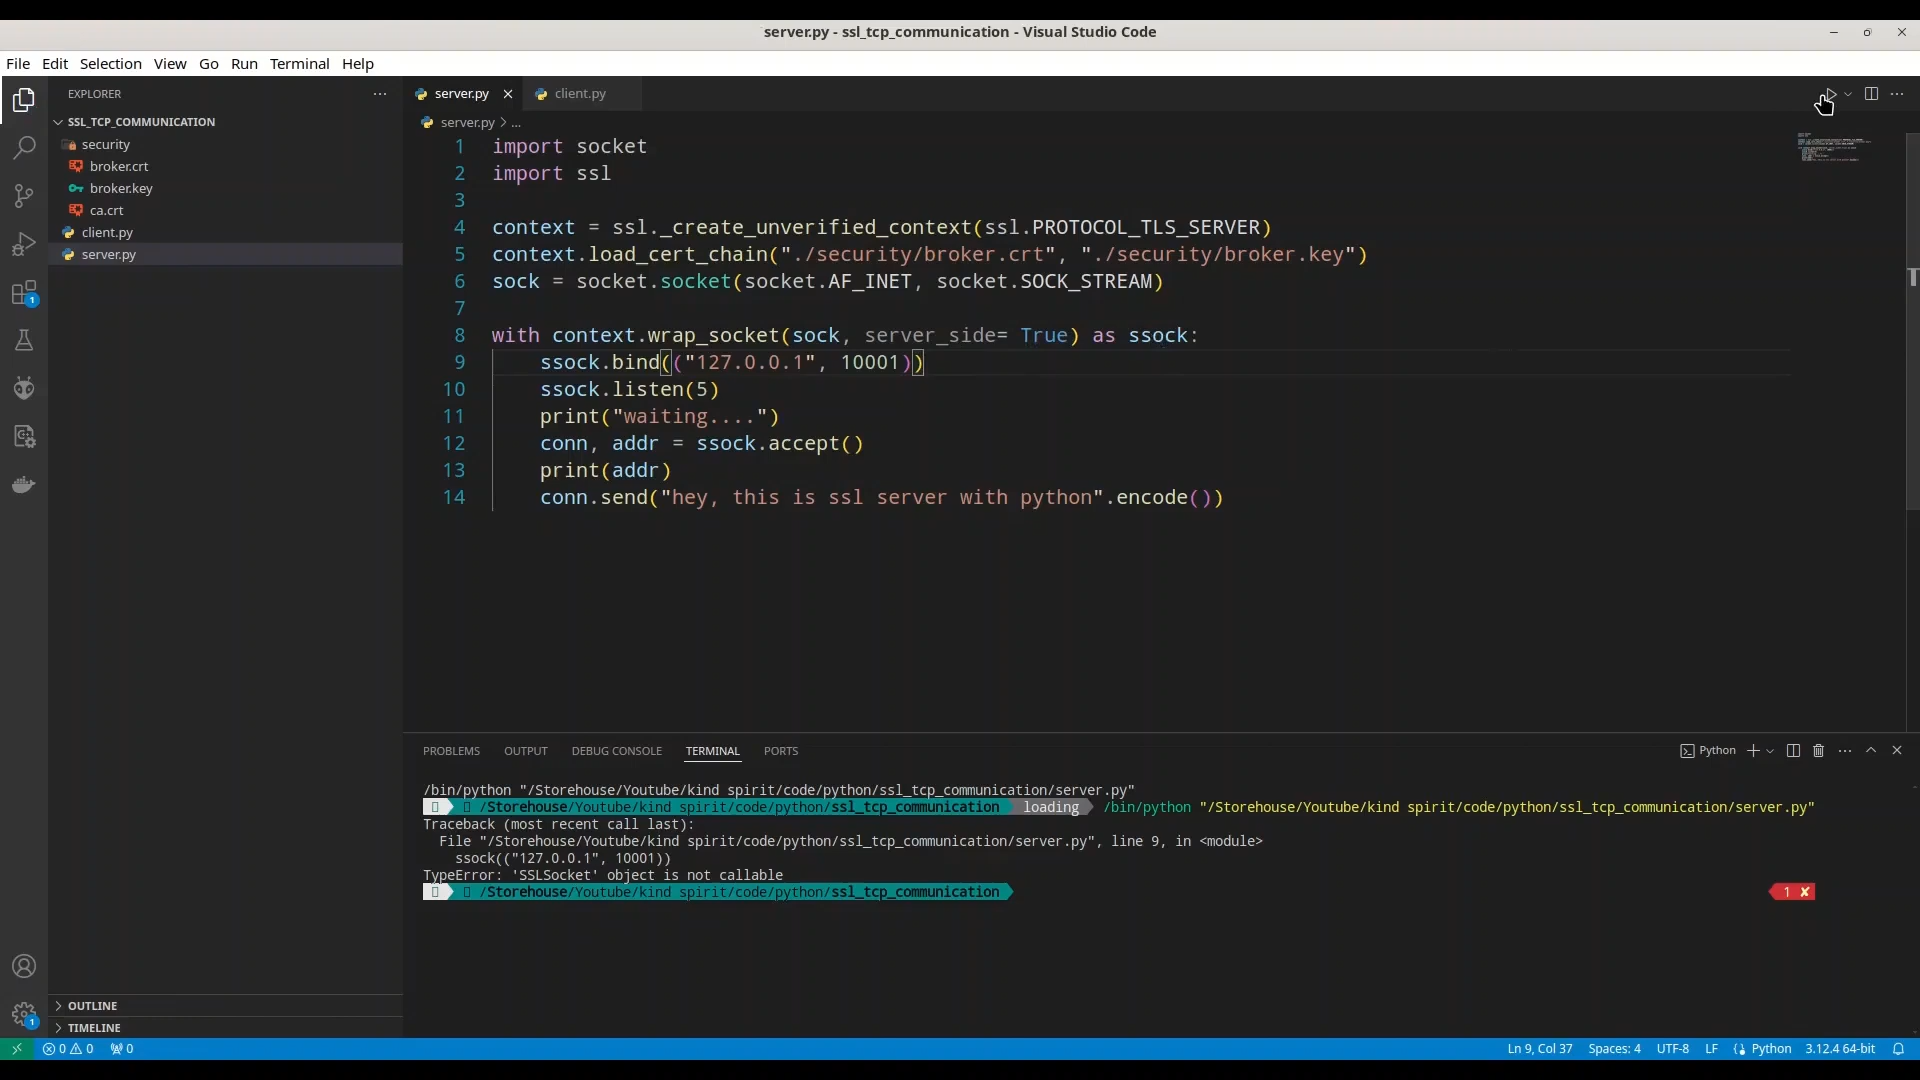 server.py - ssl_tcp_communication - Visual Studio Code
File Edit Selection View Go Run Terminal Help
EXPLORER
SSL_TCP_COMMUNICATION
security
broker.crt
broker.key
ca.crt
client.py
server.py
server.py client.py
server.py > ...
1 import socket
2 import ssl
3
4 context = ssl._create_unverified_context(ssl.PROTOCOL_TLS_SERVER)
5 context.load_cert_chain("./security/broker.crt", "./security/broker.key")
6 sock = socket.socket(socket.AF_INET, socket.SOCK_STREAM)
7
8 with context.wrap_socket(sock, server_side= True) as ssock:
9 ssock.bind(("127.0.0.1", 10001))
10 ssock.listen(5)
11 print("waiting....")
12 conn, addr = ssock.accept()
13 print(addr)
14 conn.send("hey, this is ssl server with python".encode())
PROBLEMS OUTPUT DEBUG CONSOLE TERMINAL PORTS Python
/bin/python "/Storehouse/Youtube/kind spirit/code/python/ssl_tcp_communication/server.py"
/Storehouse/Youtube/kind spirit/code/python/ssl_tcp_communication loading /bin/python "/Storehouse/Youtube/kind spirit/code/python/ssl_tcp_communication/server.py"
Traceback (most recent call last):
File "/Storehouse/Youtube/kind spirit/code/python/ssl_tcp_communication/server.py", line 9, in <module>
ssock(("127.0.0.1", 10001))
TypeError: 'SSLSocket' object is not callable
/Storehouse/Youtube/kind spirit/code/python/ssl_tcp_communication 1 ✘
1
1
OUTLINE
TIMELINE
0 0 0 Ln 9, Col 37 Spaces: 4 UTF-8 LF Python 3.12.4 64-bit